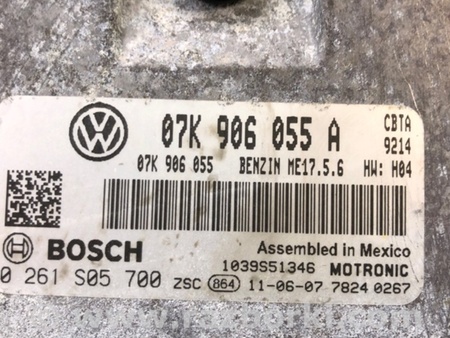 07K 906 055 A
CBTA
9214
07K 906 055 BENZIN ME17.5.6 HW: H04
BOSCH
Assembled in Mexico
1039S51346 MOTRONIC
0 261 S05 700 ZSC 864 11-06-07 7824 0267